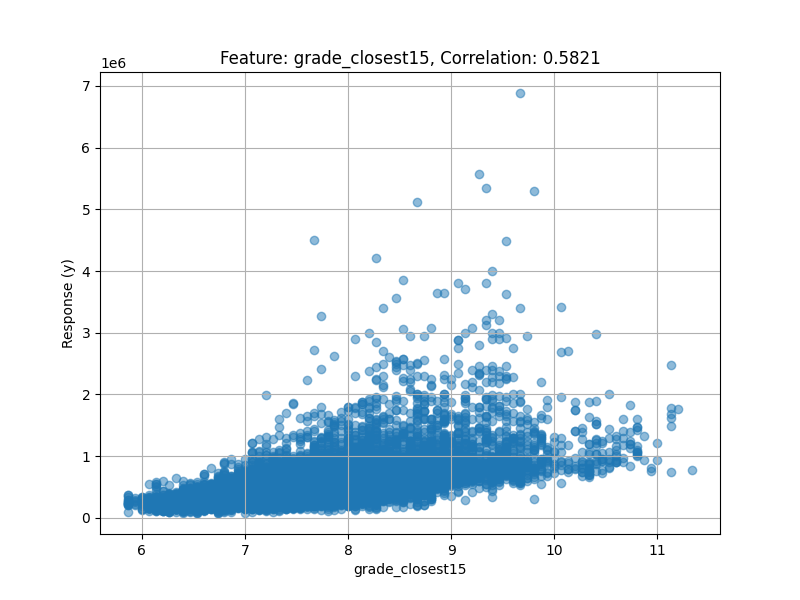 Feature: grade_closest15, Correlation: 0.5821
1e6
7
6
5
4
3
2
1
0
Response (y)
6 7 8 9 10 11
grade_closest15